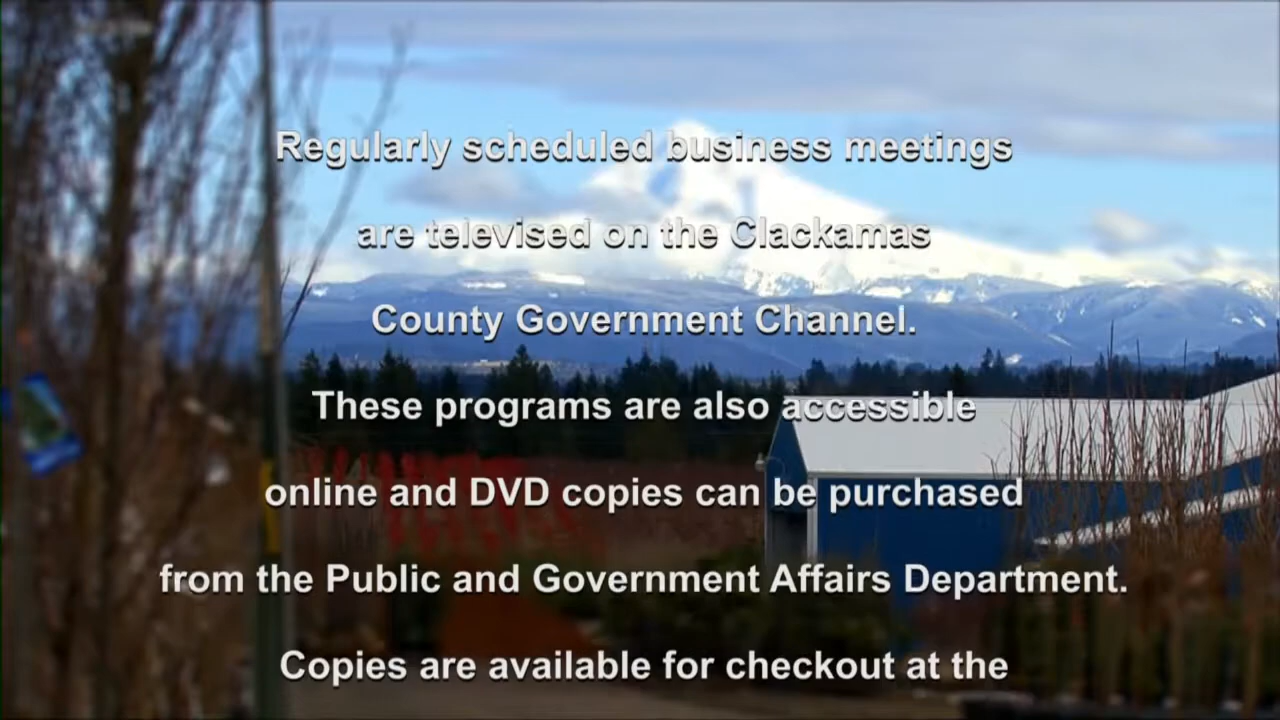 Regularly scheduled business meetings
are televised on the Clackamas
County Government Channel.
These programs are also accessible
online and DVD copies can be purchased
from the Public and Government Affairs Department.
Copies are available for checkout at the